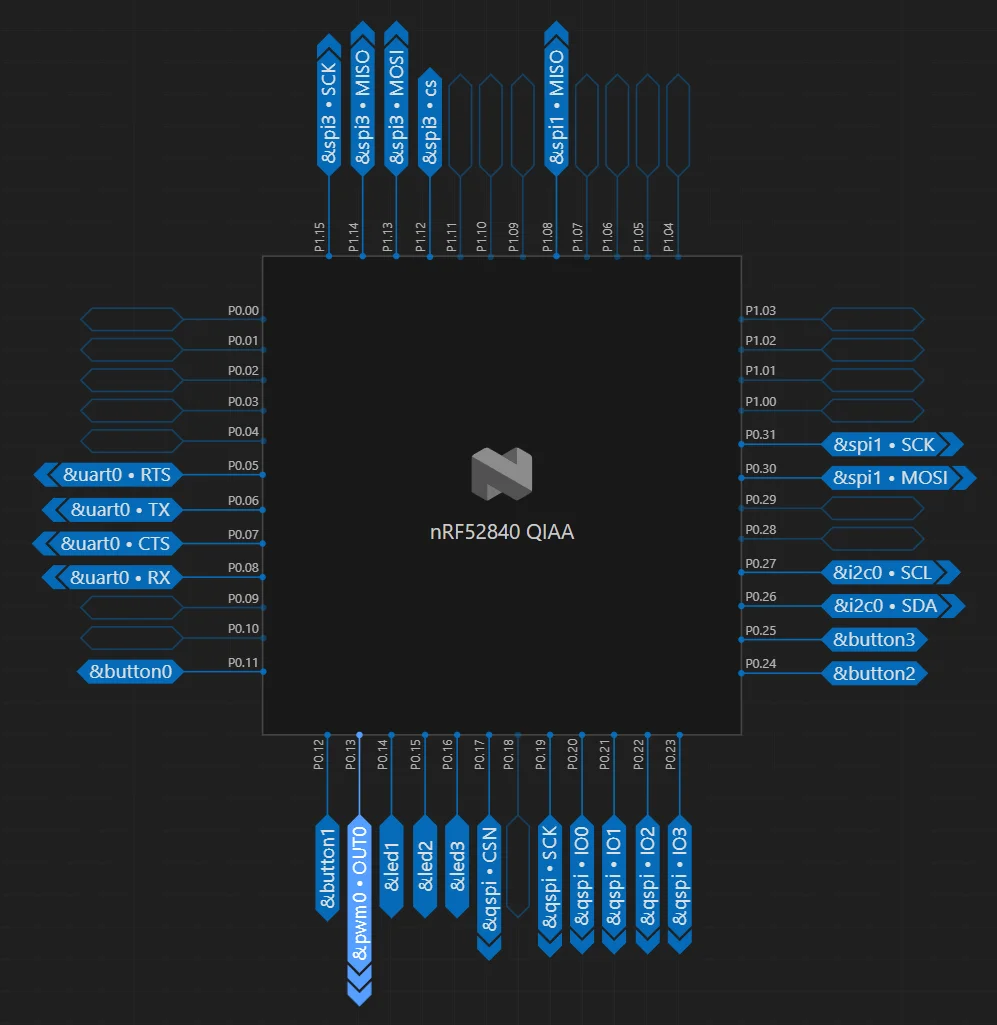 &spi3 • SCK
&spi3 • MISO
&spi3 • MOSI
&spi3 • cs
&spi1 • MISO
P1.15
P1.14
P1.13
P1.12
P1.11
P1.10
P1.09
P1.08
P1.07
P1.06
P1.05
P1.04
P0.00
P0.01
P0.02
P0.03
P0.04
&uart0 • RTS P0.05
&uart0 • TX P0.06
&uart0 • CTS P0.07
&uart0 • RX P0.08
P0.09
P0.10
&button0 P0.11
nRF52840 QIAA
P1.03
P1.02
P1.01
P1.00
P0.31 &spi1 • SCK
P0.30 &spi1 • MOSI
P0.29
P0.28
P0.27 &i2c0 • SCL
P0.26 &i2c0 • SDA
P0.25 &button3
P0.24 &button2
P0.12
P0.13
P0.14
P0.15
P0.16
P0.17
P0.18
P0.19
P0.20
P0.21
P0.22
P0.23
&button1
&pwm0 • OUT0
&led1
&led2
&led3
&qspi • CSN
&qspi • SCK
&qspi • IO0
&qspi • IO1
&qspi • IO2
&qspi • IO3